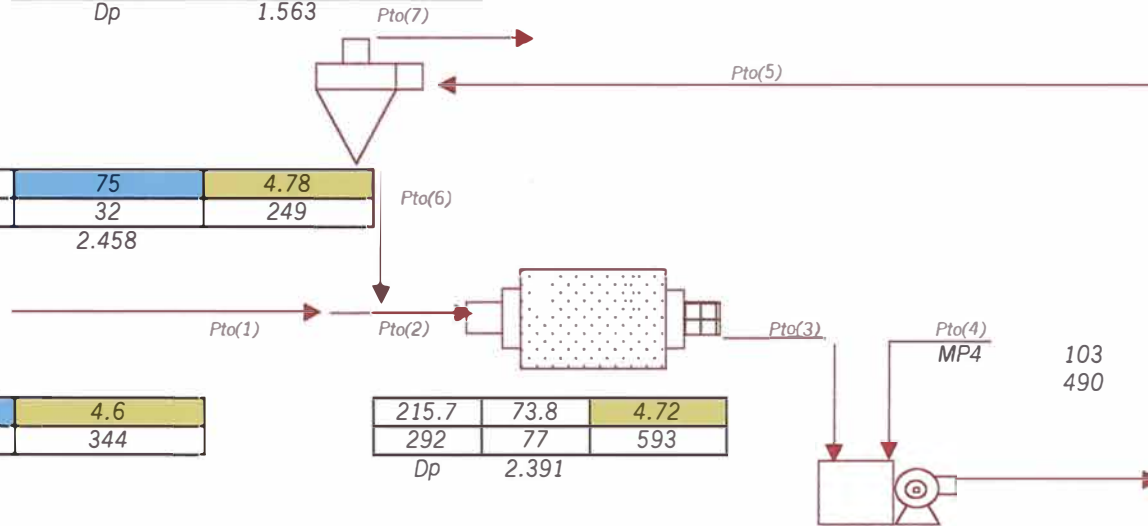 Dp 1.563 Pto(7)
Pto(5)
75 4.78
32 249 Pto(6)
2.458
Pto(1) Pto(2) Pto(3) Pto(4)
MP4 103
490
4.6 215.7 73.8 4.72
344 292 77 593
Dp 2.391